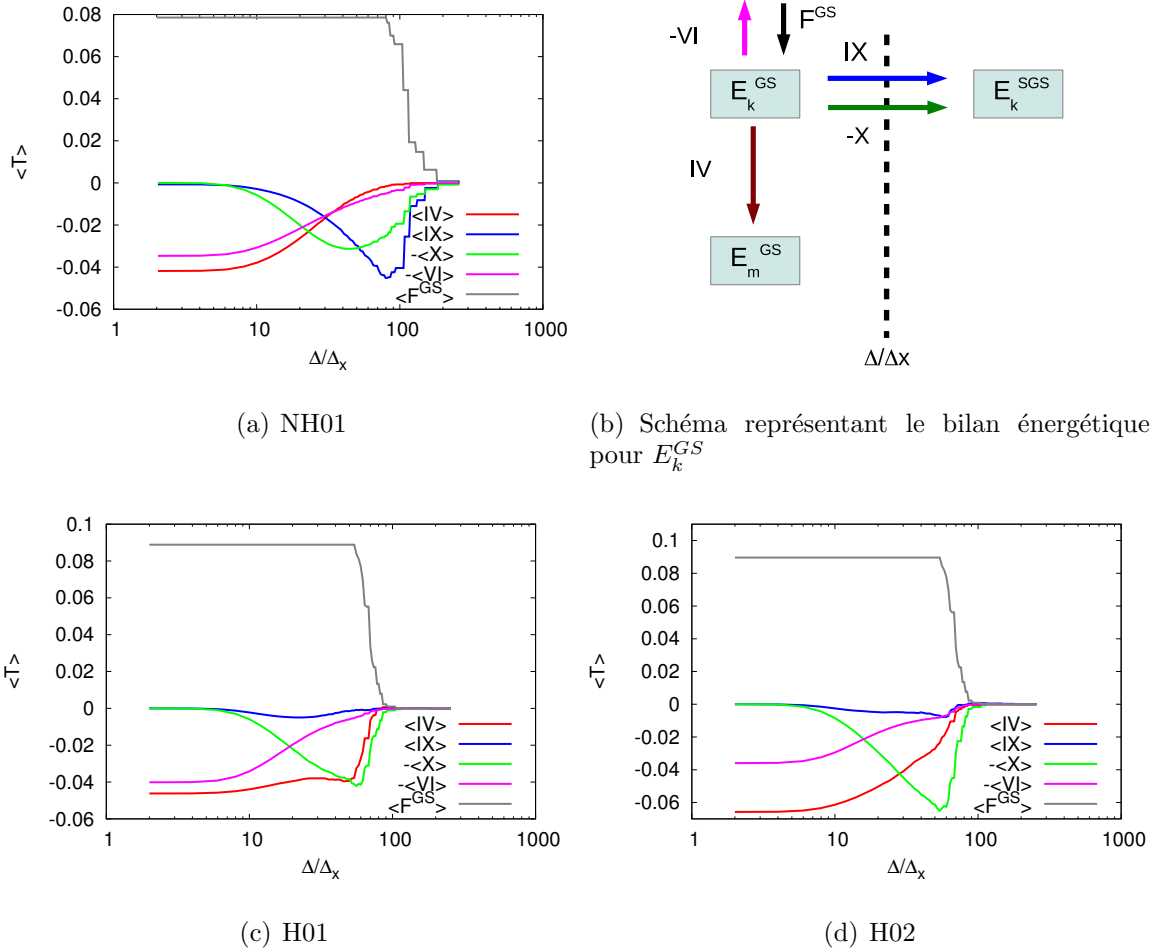 0.08
0.06
0.04
0.02
0
-0.02
-0.04
-0.06
<T>
1
10
100
1000
Δ/Δx
<IV>
<IX>
-<X>
-<VI>
<F^GS>
(a) NH01
-VI
F^GS
IX
E_k^GS
E_k^SGS
-X
IV
E_m^GS
Δ/Δx
(b) Schéma représentant le bilan énergétique
pour E_k^GS
0.1
0.08
0.06
0.04
0.02
0
-0.02
-0.04
-0.06
<T>
1
10
100
1000
Δ/Δx
<IV>
<IX>
-<X>
-<VI>
<F^GS>
(c) H01
0.1
0.08
0.06
0.04
0.02
0
-0.02
-0.04
-0.06
<T>
1
10
100
1000
Δ/Δx
<IV>
<IX>
-<X>
-<VI>
<F^GS>
(d) H02